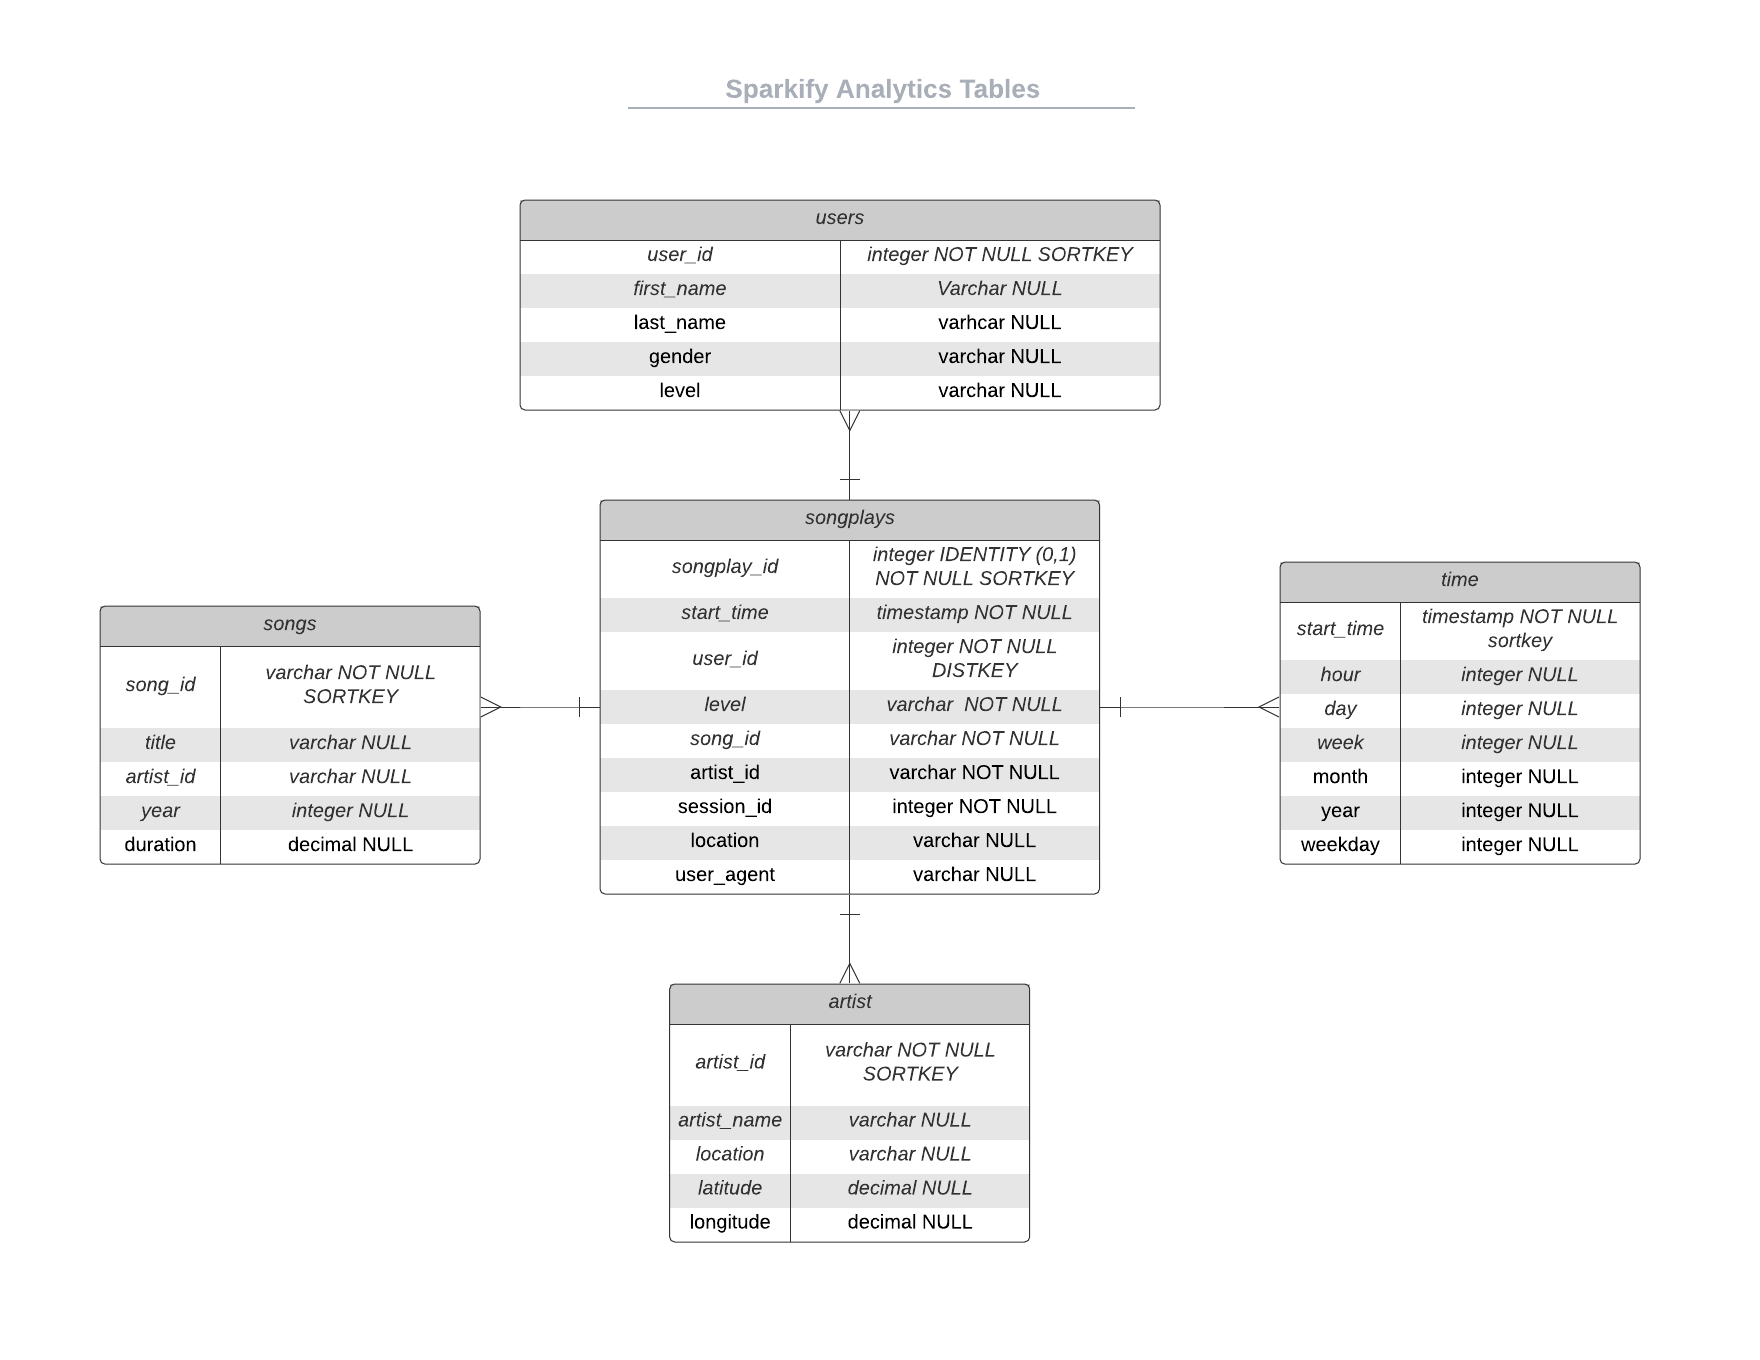 Sparkify Analytics Tables
users
user_id integer NOT NULL SORTKEY
first_name Varchar NULL
last_name varhcar NULL
gender varchar NULL
level varchar NULL
songplays
songplay_id integer IDENTITY (0,1)
NOT NULL SORTKEY
start_time timestamp NOT NULL
user_id integer NOT NULL
DISTKEY
level varchar NOT NULL
song_id varchar NOT NULL
artist_id varchar NOT NULL
session_id integer NOT NULL
location varchar NULL
user_agent varchar NULL
songs
song_id varchar NOT NULL
SORTKEY
title varchar NULL
artist_id varchar NULL
year integer NULL
duration decimal NULL
time
start_time timestamp NOT NULL
sortkey
hour integer NULL
day integer NULL
week integer NULL
month integer NULL
year integer NULL
weekday integer NULL
artist
artist_id varchar NOT NULL
SORTKEY
artist_name varchar NULL
location varchar NULL
latitude decimal NULL
longitude decimal NULL